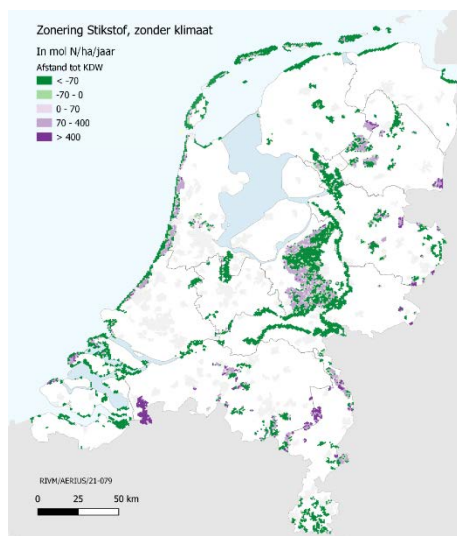 Zonering Stikstof, zonder klimaat
In mol N/ha/jaar
Afstand tot KDW
< -70
-70 - 0
0 - 70
70 - 400
> 400
RIVM/AERIUS/21-079
0 25 50 km